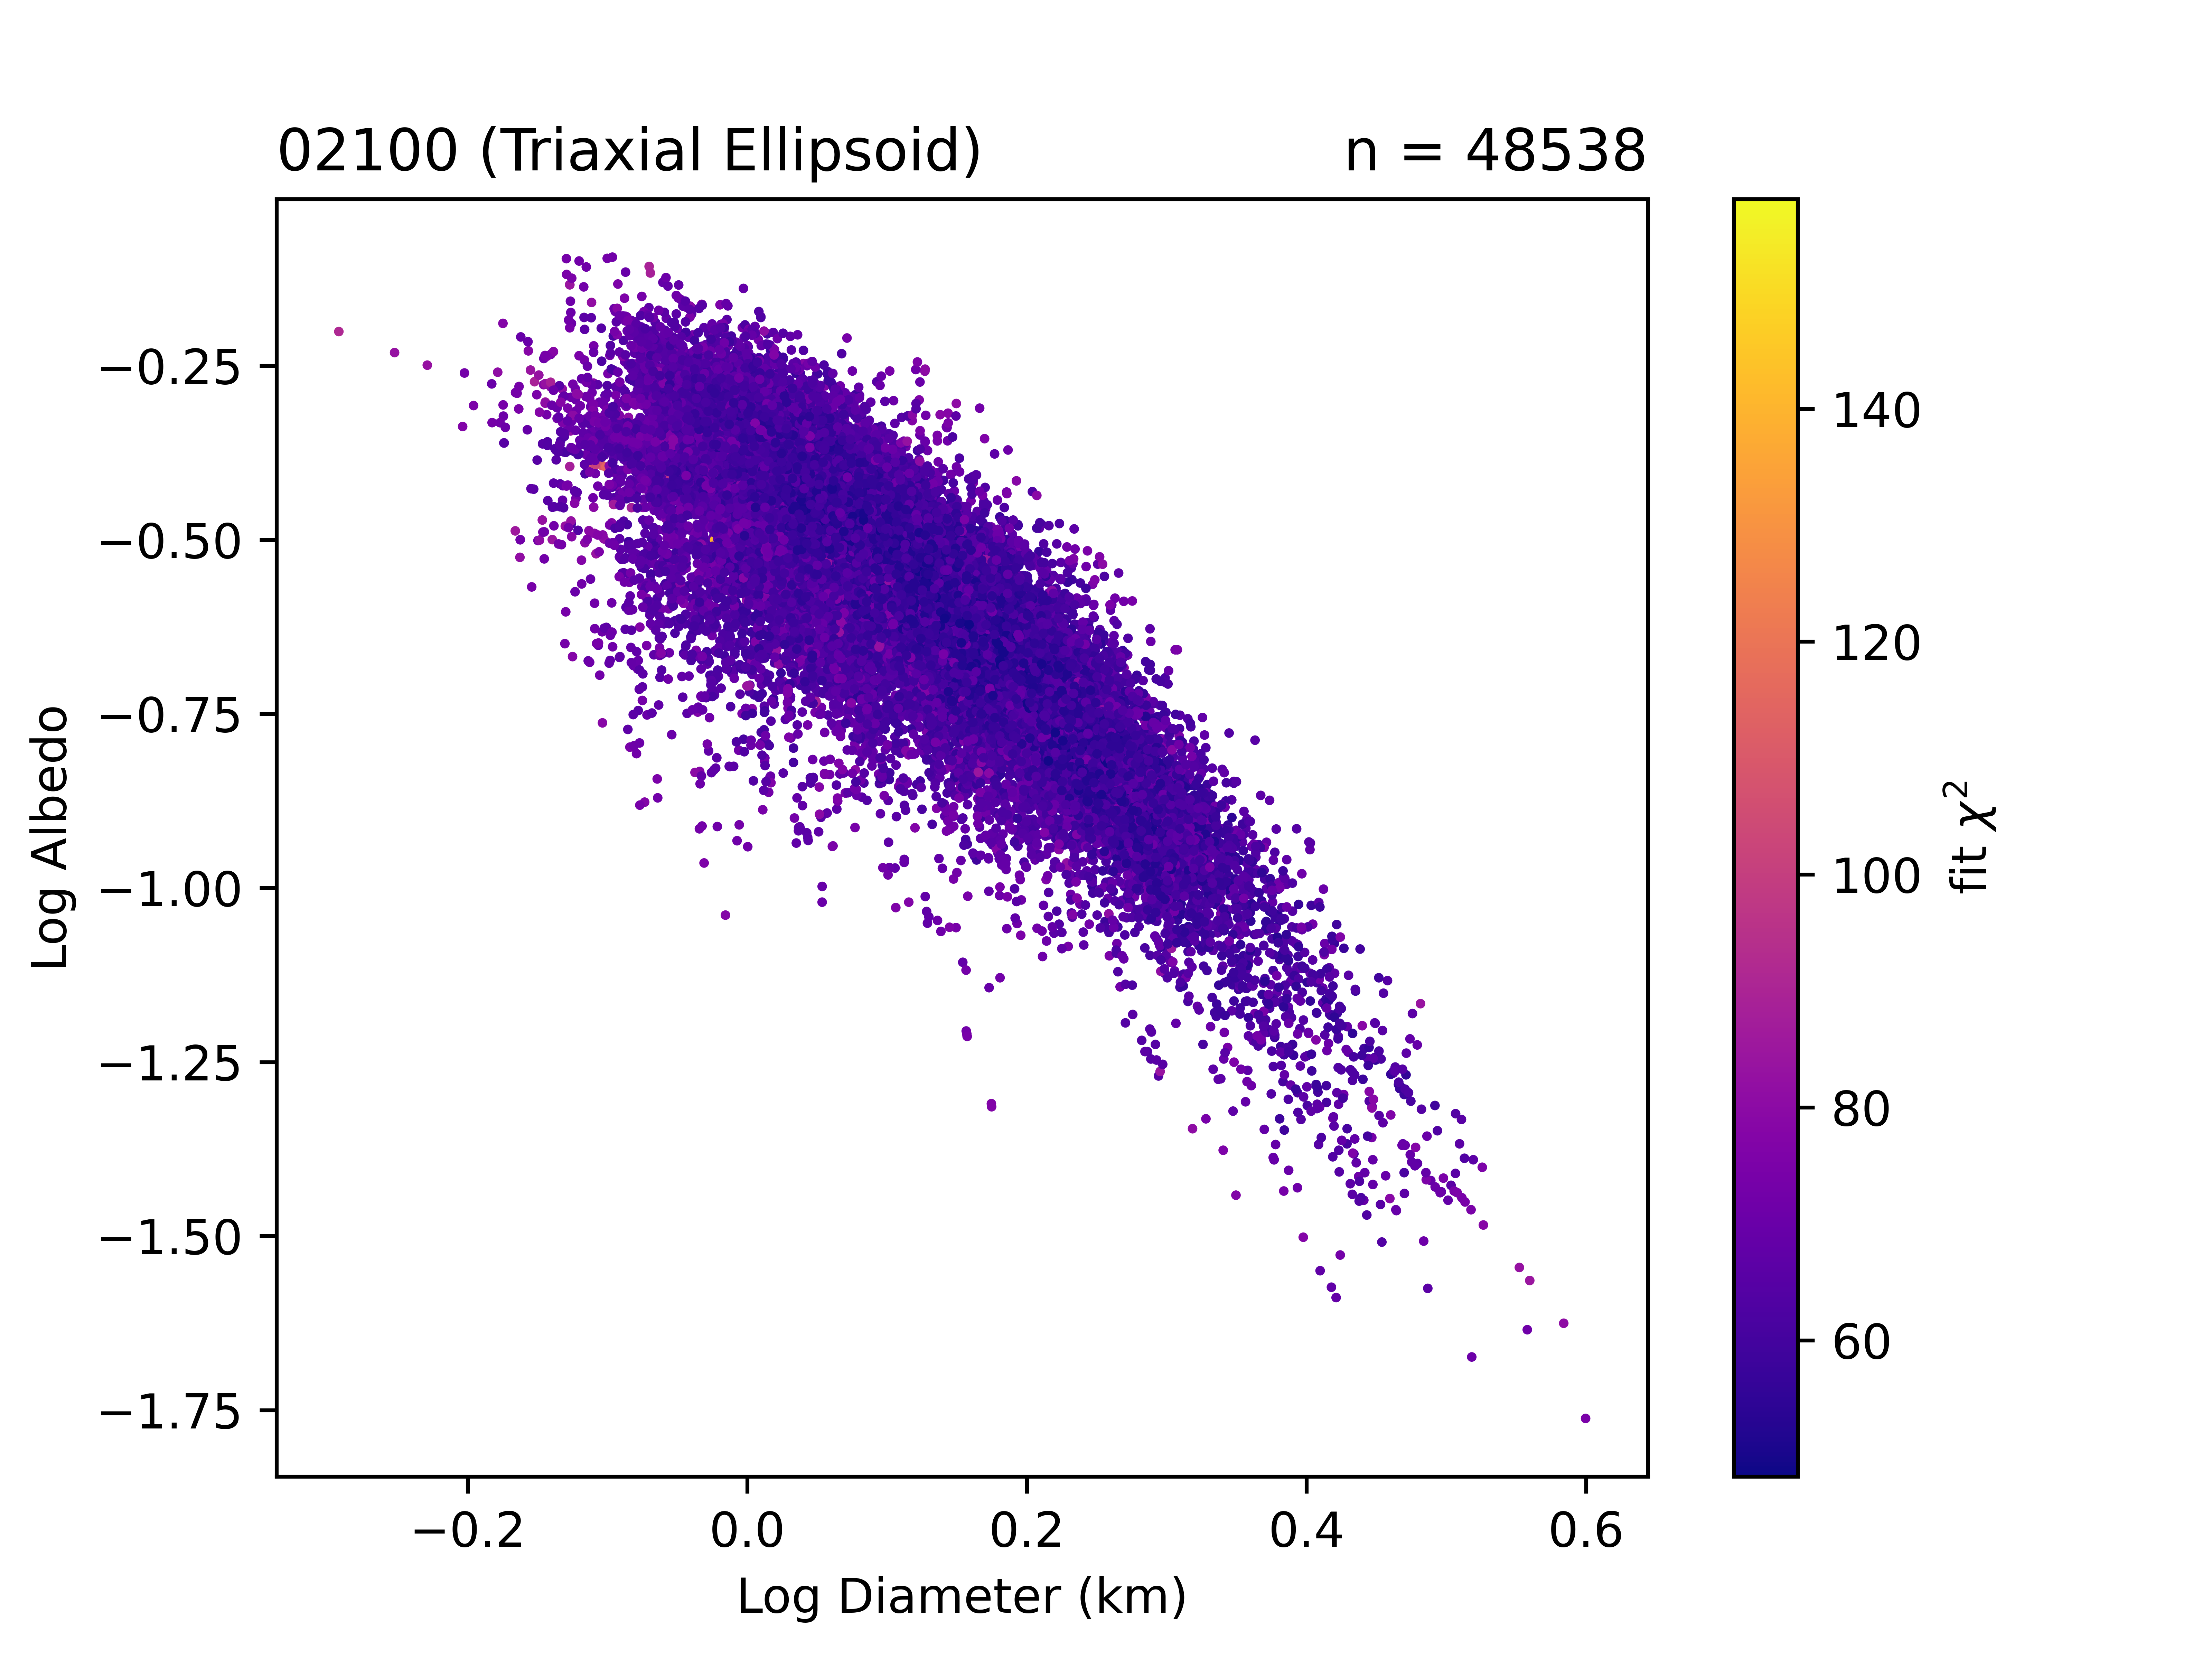 02100 (Triaxial Ellipsoid) n = 48538
−0.25
−0.50
−0.75
−1.00
−1.25
−1.50
−1.75
Log Albedo
−0.2 0.0 0.2 0.4 0.6
Log Diameter (km)
140
120
100
80
60
fit χ²